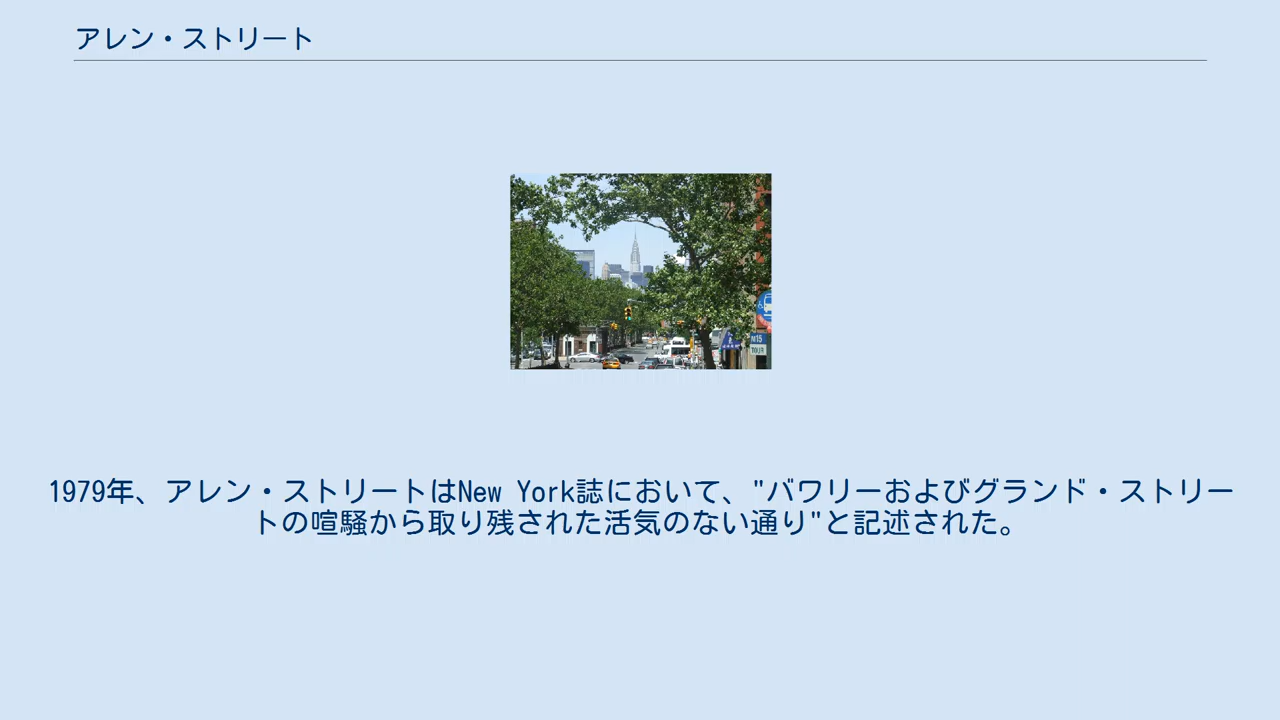 アレン・ストリート
M15
TOUR
1979年、アレン・ストリートはNew York誌において、"バワリーおよびグランド・ストリー
トの喧騒から取り残された活気のない通り"と記述された。